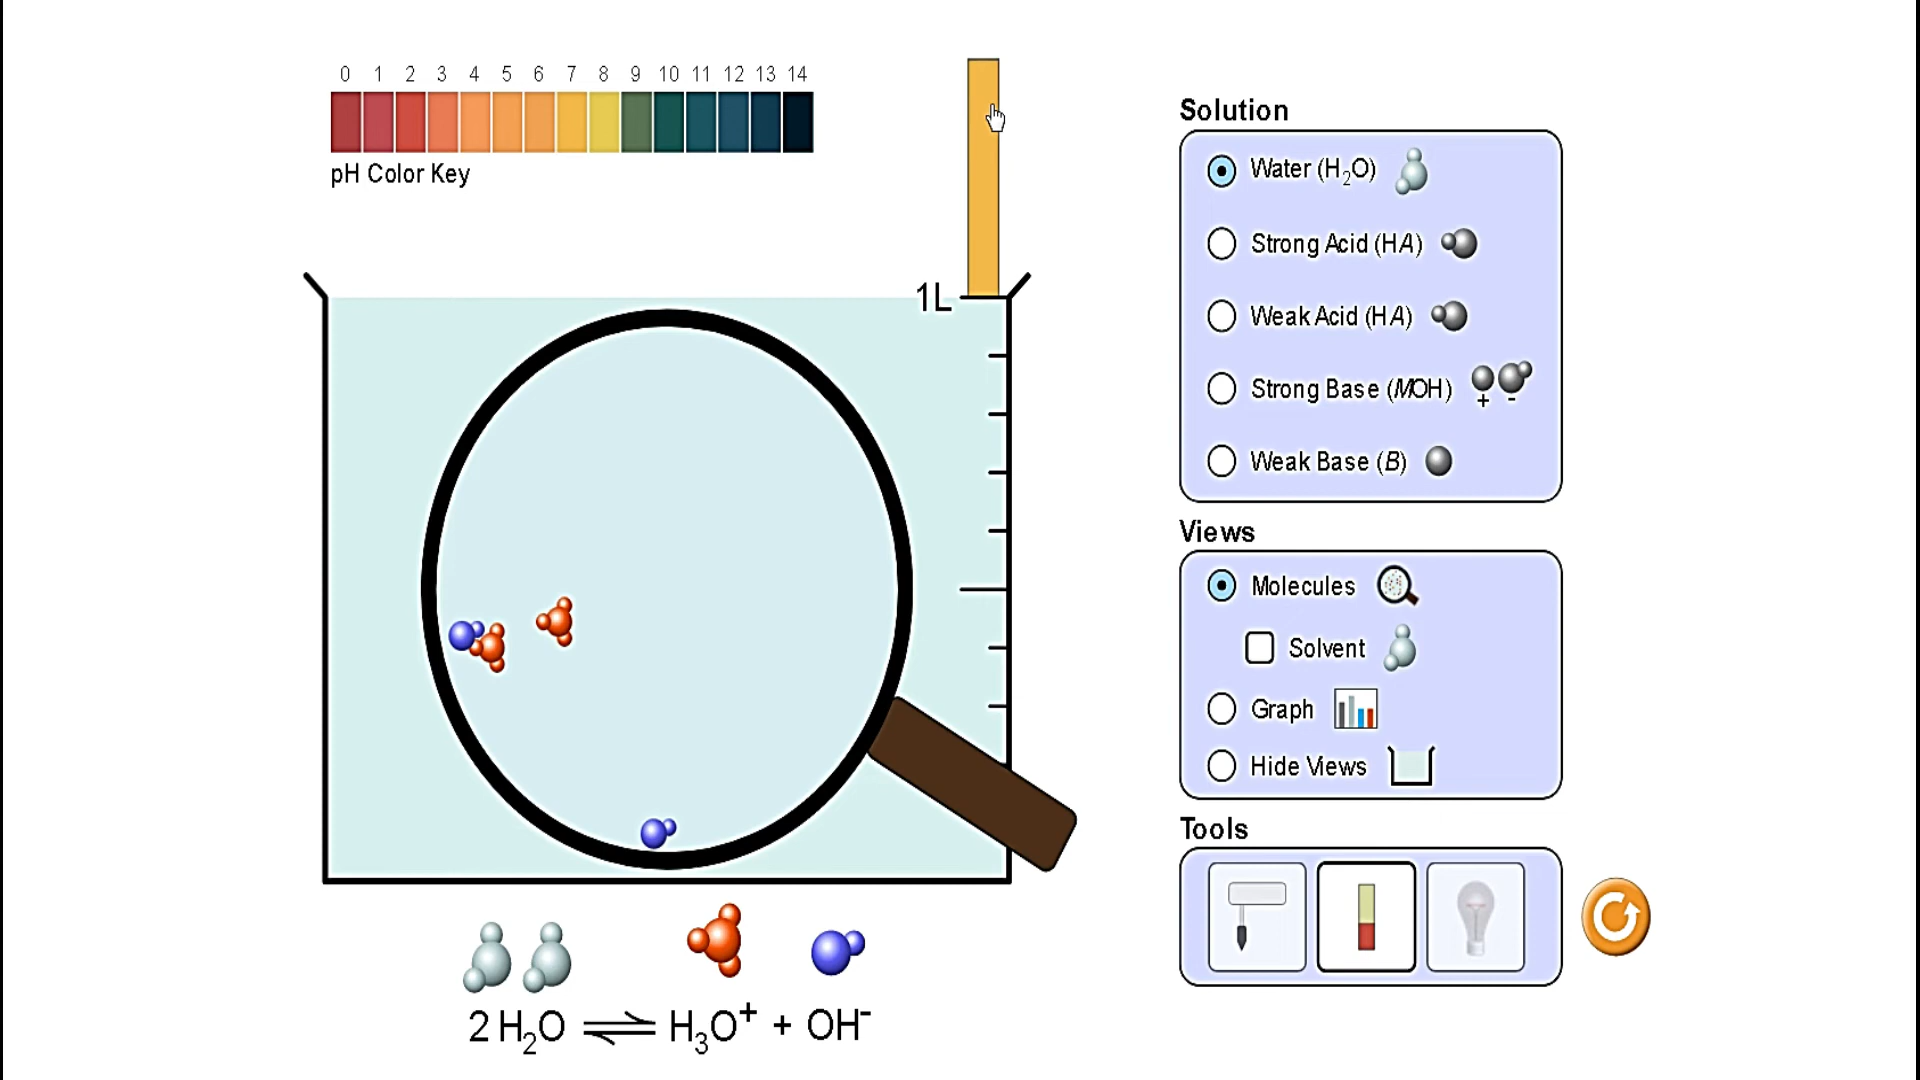 0 1 2 3 4 5 6 7 8 9 10 11 12 13 14
pH Color Key
1L
2 H₂O ⇌ H₃O⁺ + OH⁻
Solution
Water (H₂O)
Strong Acid (HA)
Weak Acid (HA)
Strong Base (MOH)
+ -
Weak Base (B)
Views
Molecules
Solvent
Graph
Hide Views
Tools